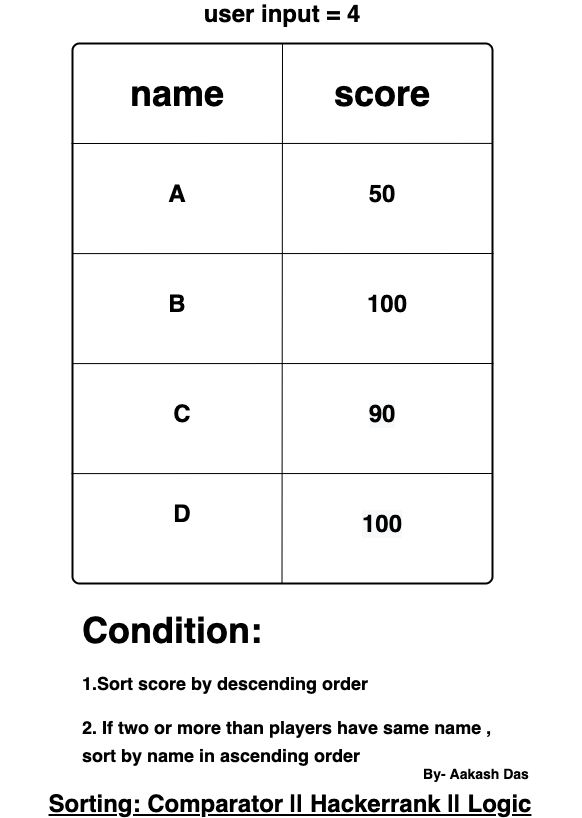 user input = 4
name score
A 50
B 100
C 90
D 100
Condition:
1.Sort score by descending order
2. If two or more than players have same name ,
sort by name in ascending order
By- Aakash Das
Sorting: Comparator ll Hackerrank ll Logic